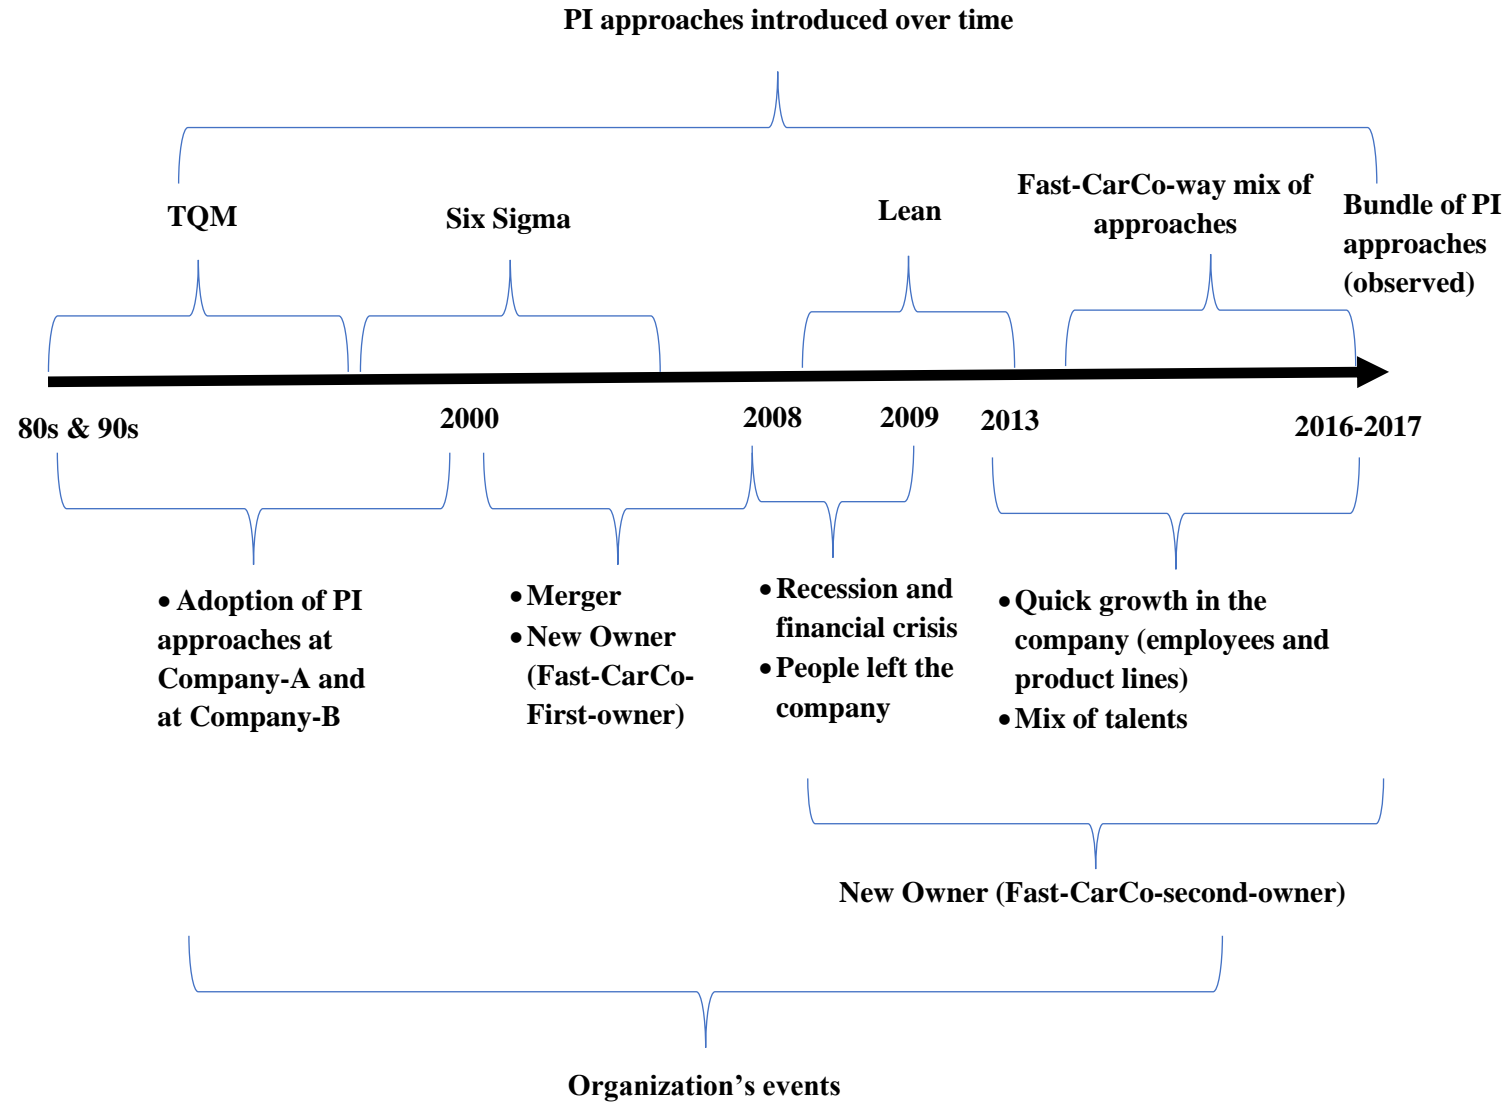 PI approaches introduced over time
TQM
Six Sigma
Lean
Fast-CarCo-way mix of
approaches
Bundle of PI
approaches
(observed)
80s & 90s
2000
2008
2009
2013
2016-2017
• Adoption of PI
approaches at
Company-A and
at Company-B
• Merger
• New Owner
(Fast-CarCo-
First-owner)
• Recession and
financial crisis
• People left the
company
• Quick growth in the
company (employees and
product lines)
• Mix of talents
New Owner (Fast-CarCo-second-owner)
Organization’s events